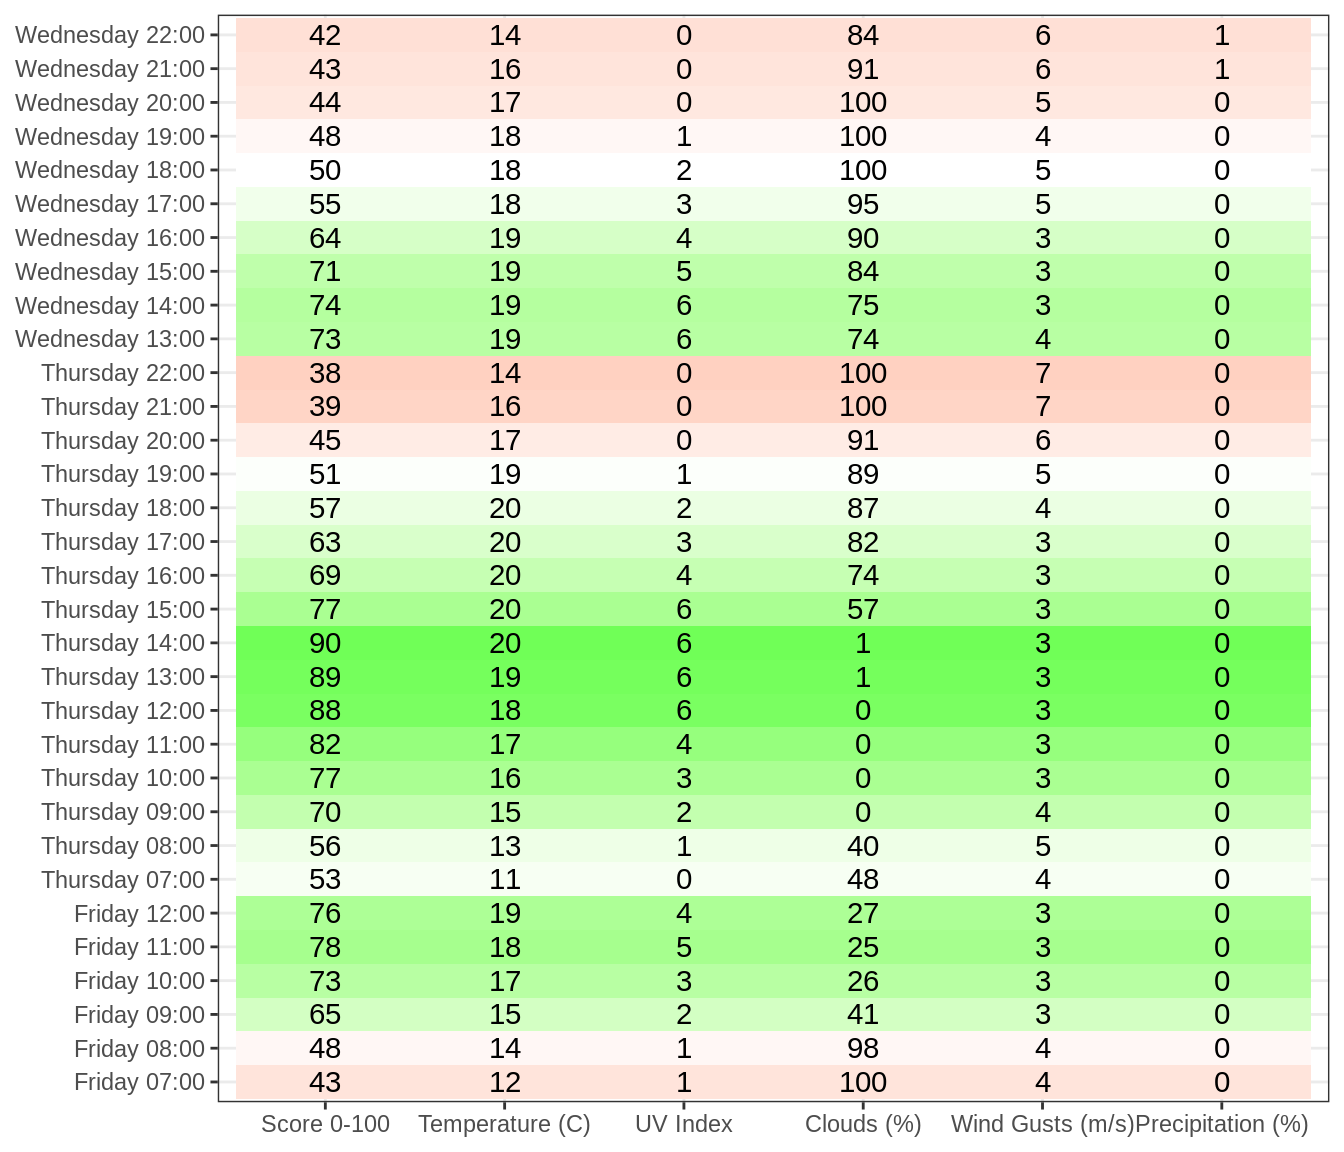 Wednesday 22:00 42 14 0 84 6 1
Wednesday 21:00 43 16 0 91 6 1
Wednesday 20:00 44 17 0 100 5 0
Wednesday 19:00 48 18 1 100 4 0
Wednesday 18:00 50 18 2 100 5 0
Wednesday 17:00 55 18 3 95 5 0
Wednesday 16:00 64 19 4 90 3 0
Wednesday 15:00 71 19 5 84 3 0
Wednesday 14:00 74 19 6 75 3 0
Wednesday 13:00 73 19 6 74 4 0
Thursday 22:00 38 14 0 100 7 0
Thursday 21:00 39 16 0 100 7 0
Thursday 20:00 45 17 0 91 6 0
Thursday 19:00 51 19 1 89 5 0
Thursday 18:00 57 20 2 87 4 0
Thursday 17:00 63 20 3 82 3 0
Thursday 16:00 69 20 4 74 3 0
Thursday 15:00 77 20 6 57 3 0
Thursday 14:00 90 20 6 1 3 0
Thursday 13:00 89 19 6 1 3 0
Thursday 12:00 88 18 6 0 3 0
Thursday 11:00 82 17 4 0 3 0
Thursday 10:00 77 16 3 0 3 0
Thursday 09:00 70 15 2 0 4 0
Thursday 08:00 56 13 1 40 5 0
Thursday 07:00 53 11 0 48 4 0
Friday 12:00 76 19 4 27 3 0
Friday 11:00 78 18 5 25 3 0
Friday 10:00 73 17 3 26 3 0
Friday 09:00 65 15 2 41 3 0
Friday 08:00 48 14 1 98 4 0
Friday 07:00 43 12 1 100 4 0
Score 0-100 Temperature (C) UV Index Clouds (%) Wind Gusts (m/s) Precipitation (%)